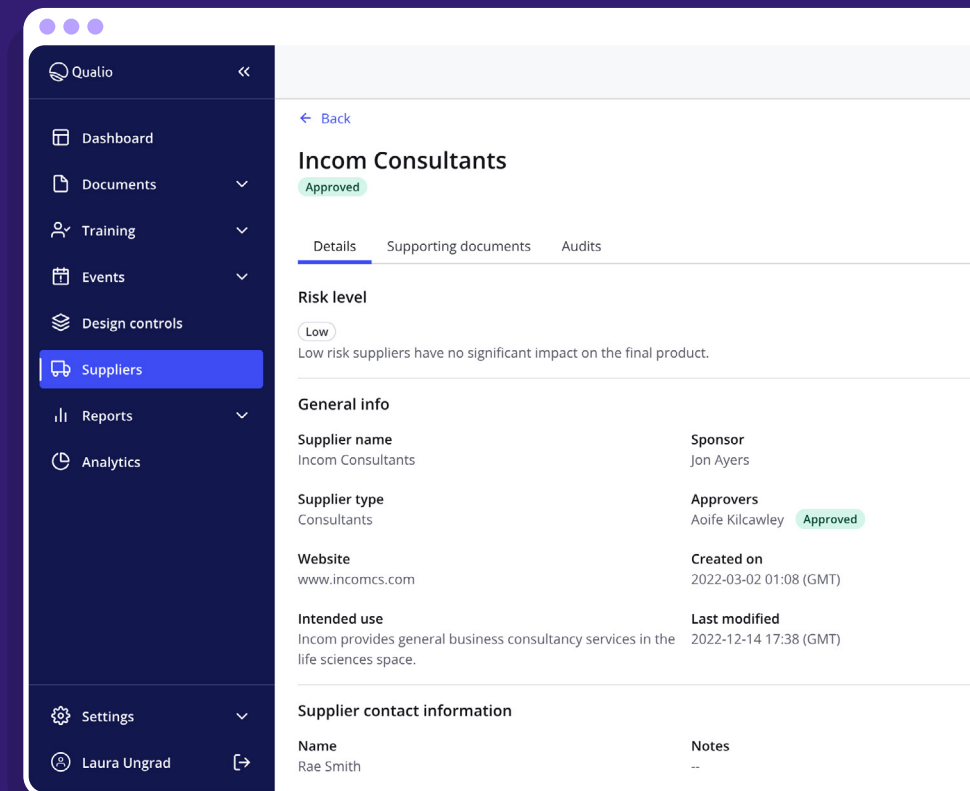 Qualio
Dashboard
Documents
Training
Events
Design controls
Suppliers
Reports
Analytics
Settings
Laura Ungrad
Back
Incom Consultants
Approved
Details Supporting documents Audits
Risk level
Low
Low risk suppliers have no significant impact on the final product.
General info
Supplier name
Incom Consultants
Sponsor
Jon Ayers
Supplier type
Consultants
Approvers
Aoife Kilcawley Approved
Website
www.incomcs.com
Created on
2022-03-02 01:08 (GMT)
Intended use
Incom provides general business consultancy services in the
life sciences space.
Last modified
2022-12-14 17:38 (GMT)
Supplier contact information
Name
Rae Smith
Notes
--